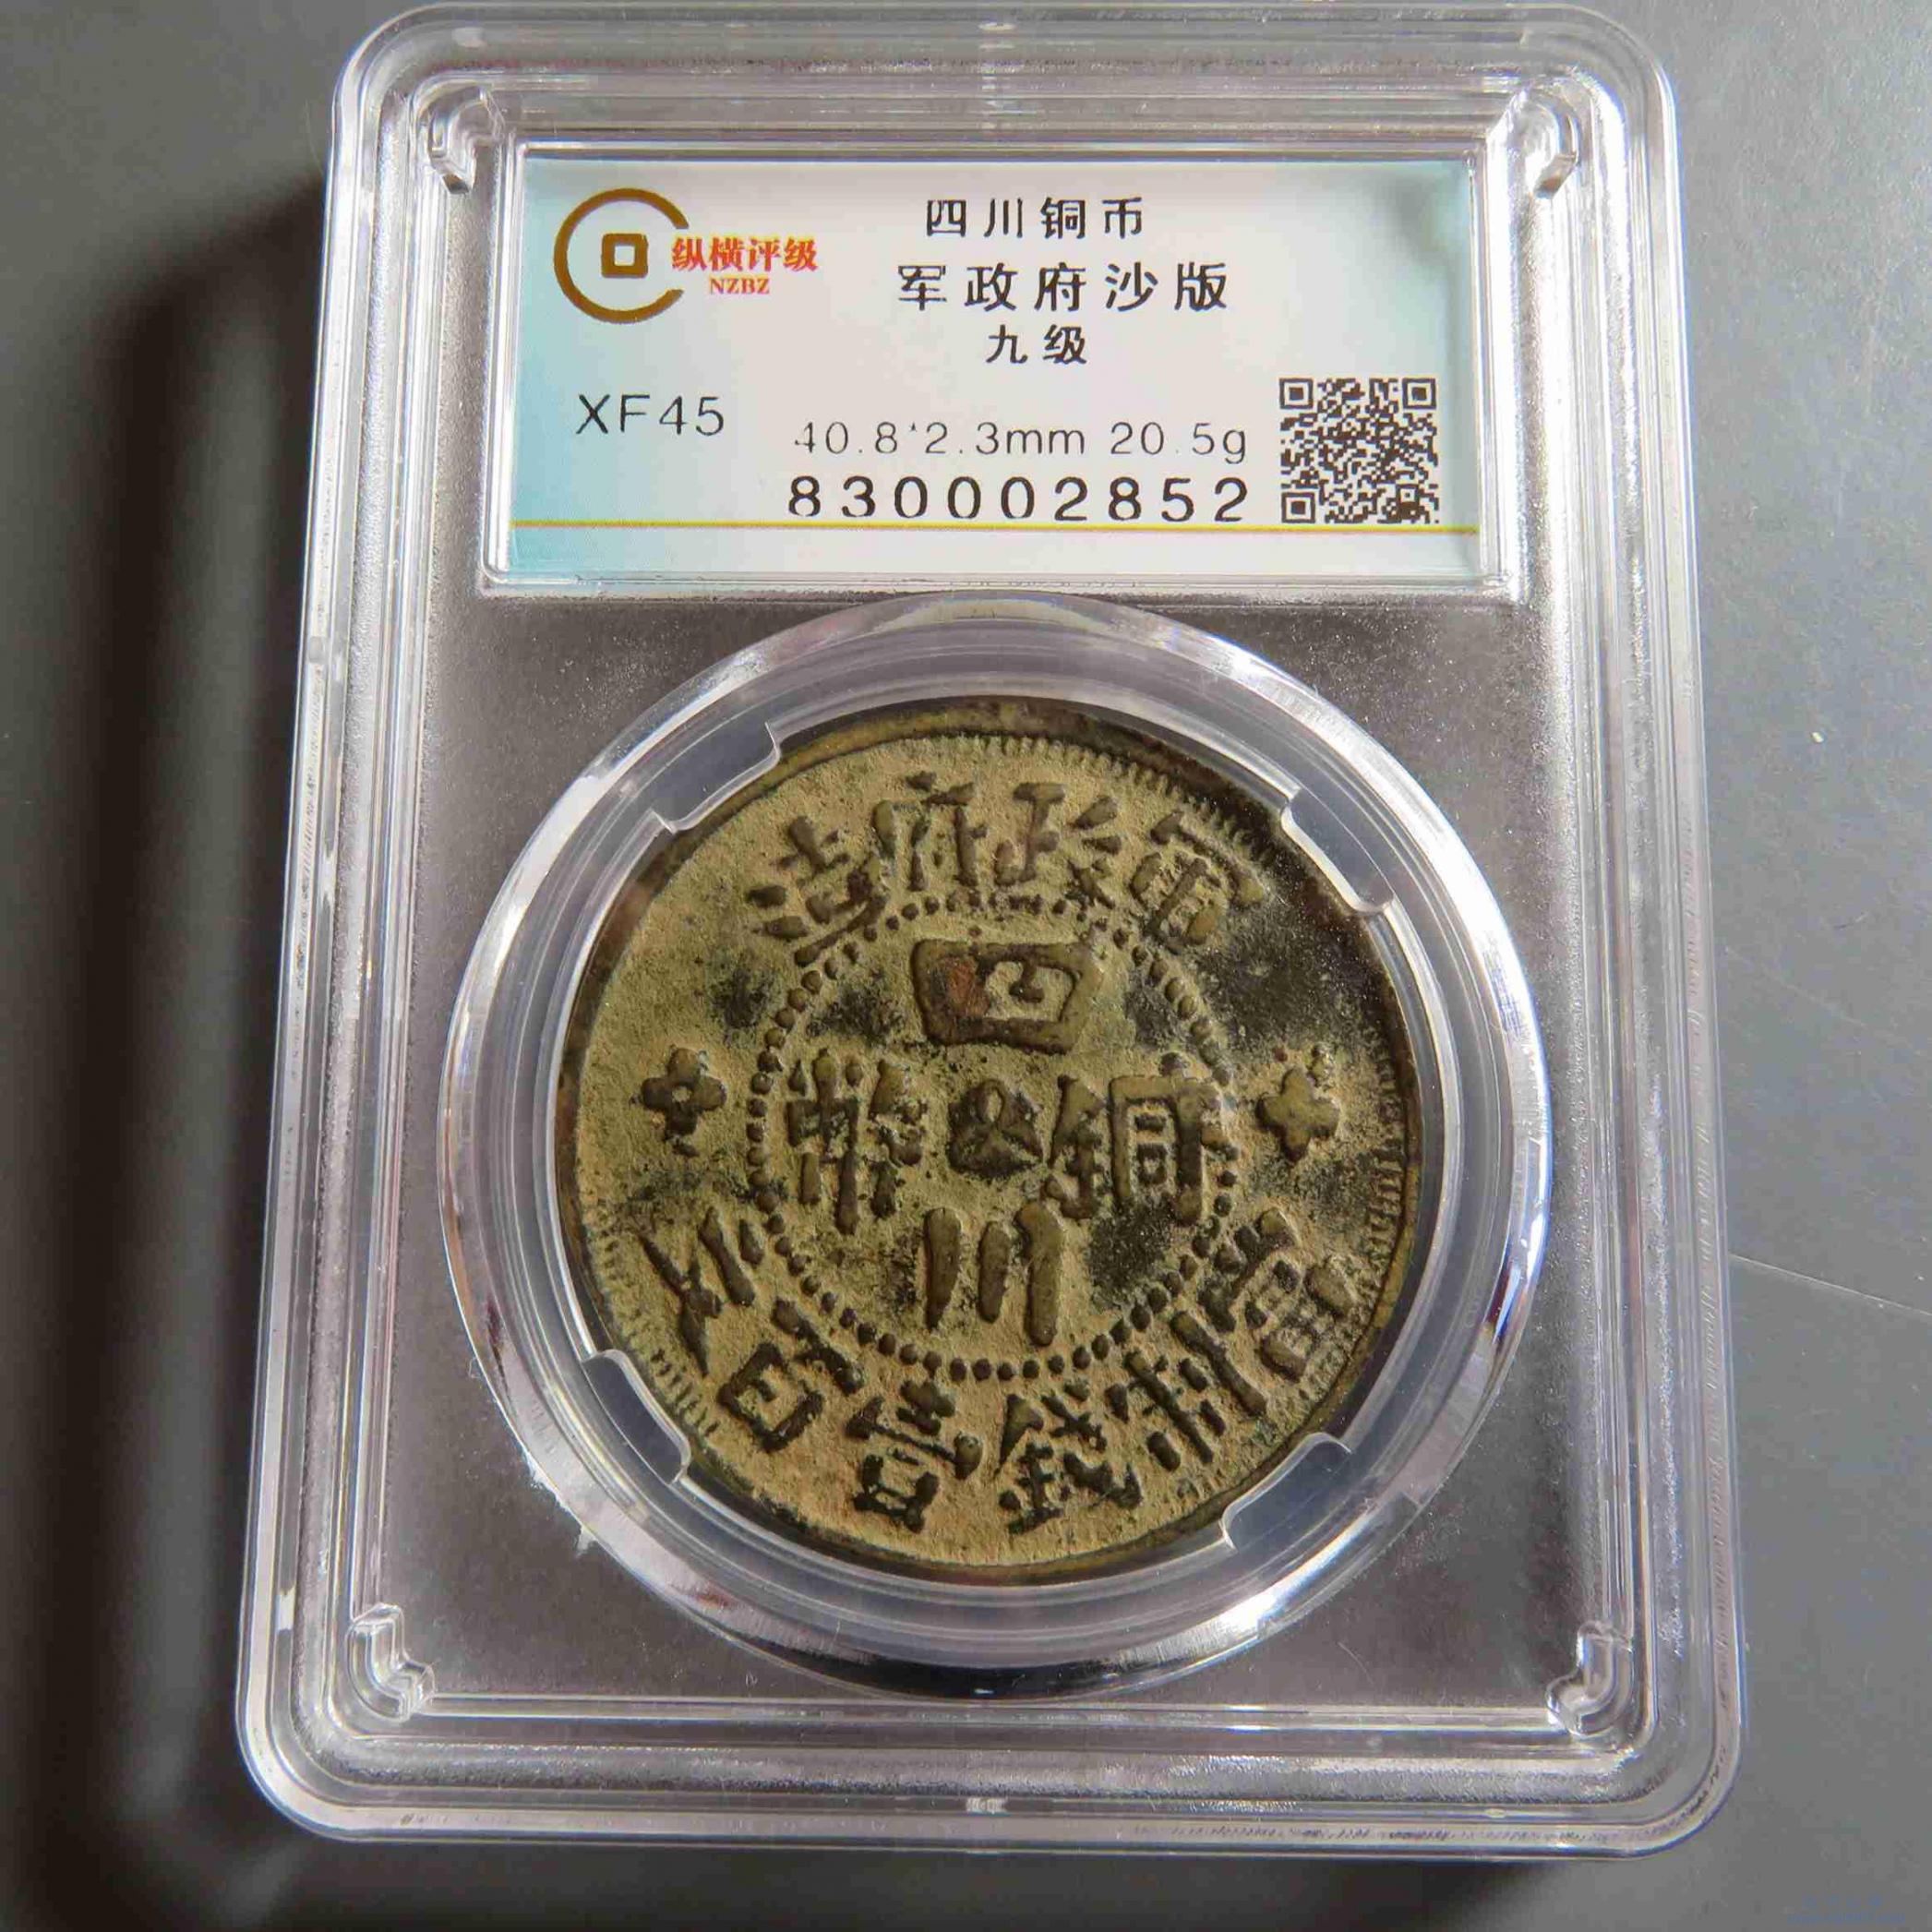 纵横评级
NZBZ
四川铜币
军政府沙版
九级
XF45
40.8*2.3mm 20.5g
830002852
軍政府造
四川
銅幣
當制錢壹百文